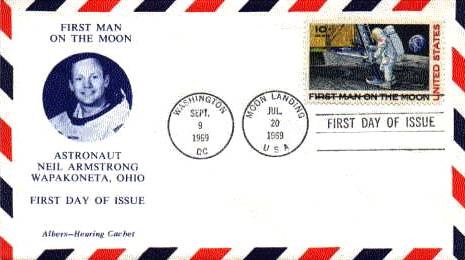 FIRST MAN
ON THE MOON
ASTRONAUT
NEIL ARMSTRONG
WAPAKONETA, OHIO
FIRST DAY OF ISSUE
Albers—Hearing Cachet
WASHINGTON
SEPT.
9
1969
DC
MOON LANDING
JUL
20
1969
USA
10¢
UNITED STATES
FIRST MAN ON THE MOON
FIRST DAY OF ISSUE